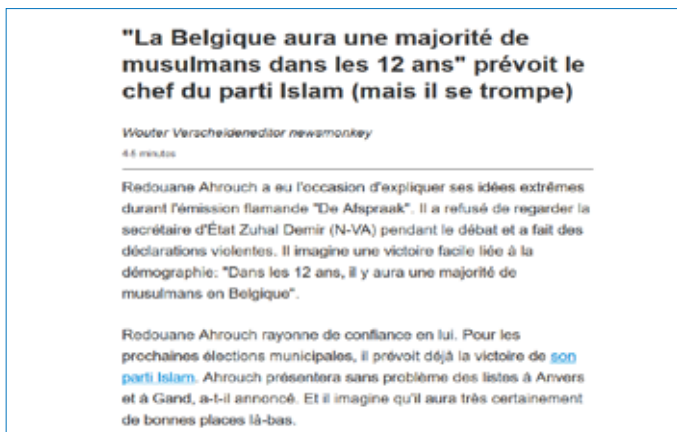 "La Belgique aura une majorité de
musulmans dans les 12 ans" prévoit le
chef du parti Islam (mais il se trompe)
Wouter Verscheideneditor newsmonkey
4-5 minutos
Redouane Ahrouch a eu l'occasion d'expliquer ses idées extrêmes
durant l'émission flamande "De Afspraak". Il a refusé de regarder la
secrétaire d'État Zuhal Demir (N-VA) pendant le débat et a fait des
déclarations violentes. Il imagine une victoire facile liée à la
démographie: "Dans les 12 ans, il y aura une majorité de
musulmans en Belgique".
Redouane Ahrouch rayonne de confiance en lui. Pour les
prochaines élections municipales, il prévoit déjà la victoire de son
parti Islam. Ahrouch présentera sans problème des listes à Anvers
et à Gand, a-t-il annoncé. Et il imagine qu'il aura très certainement
de bonnes places là-bas.